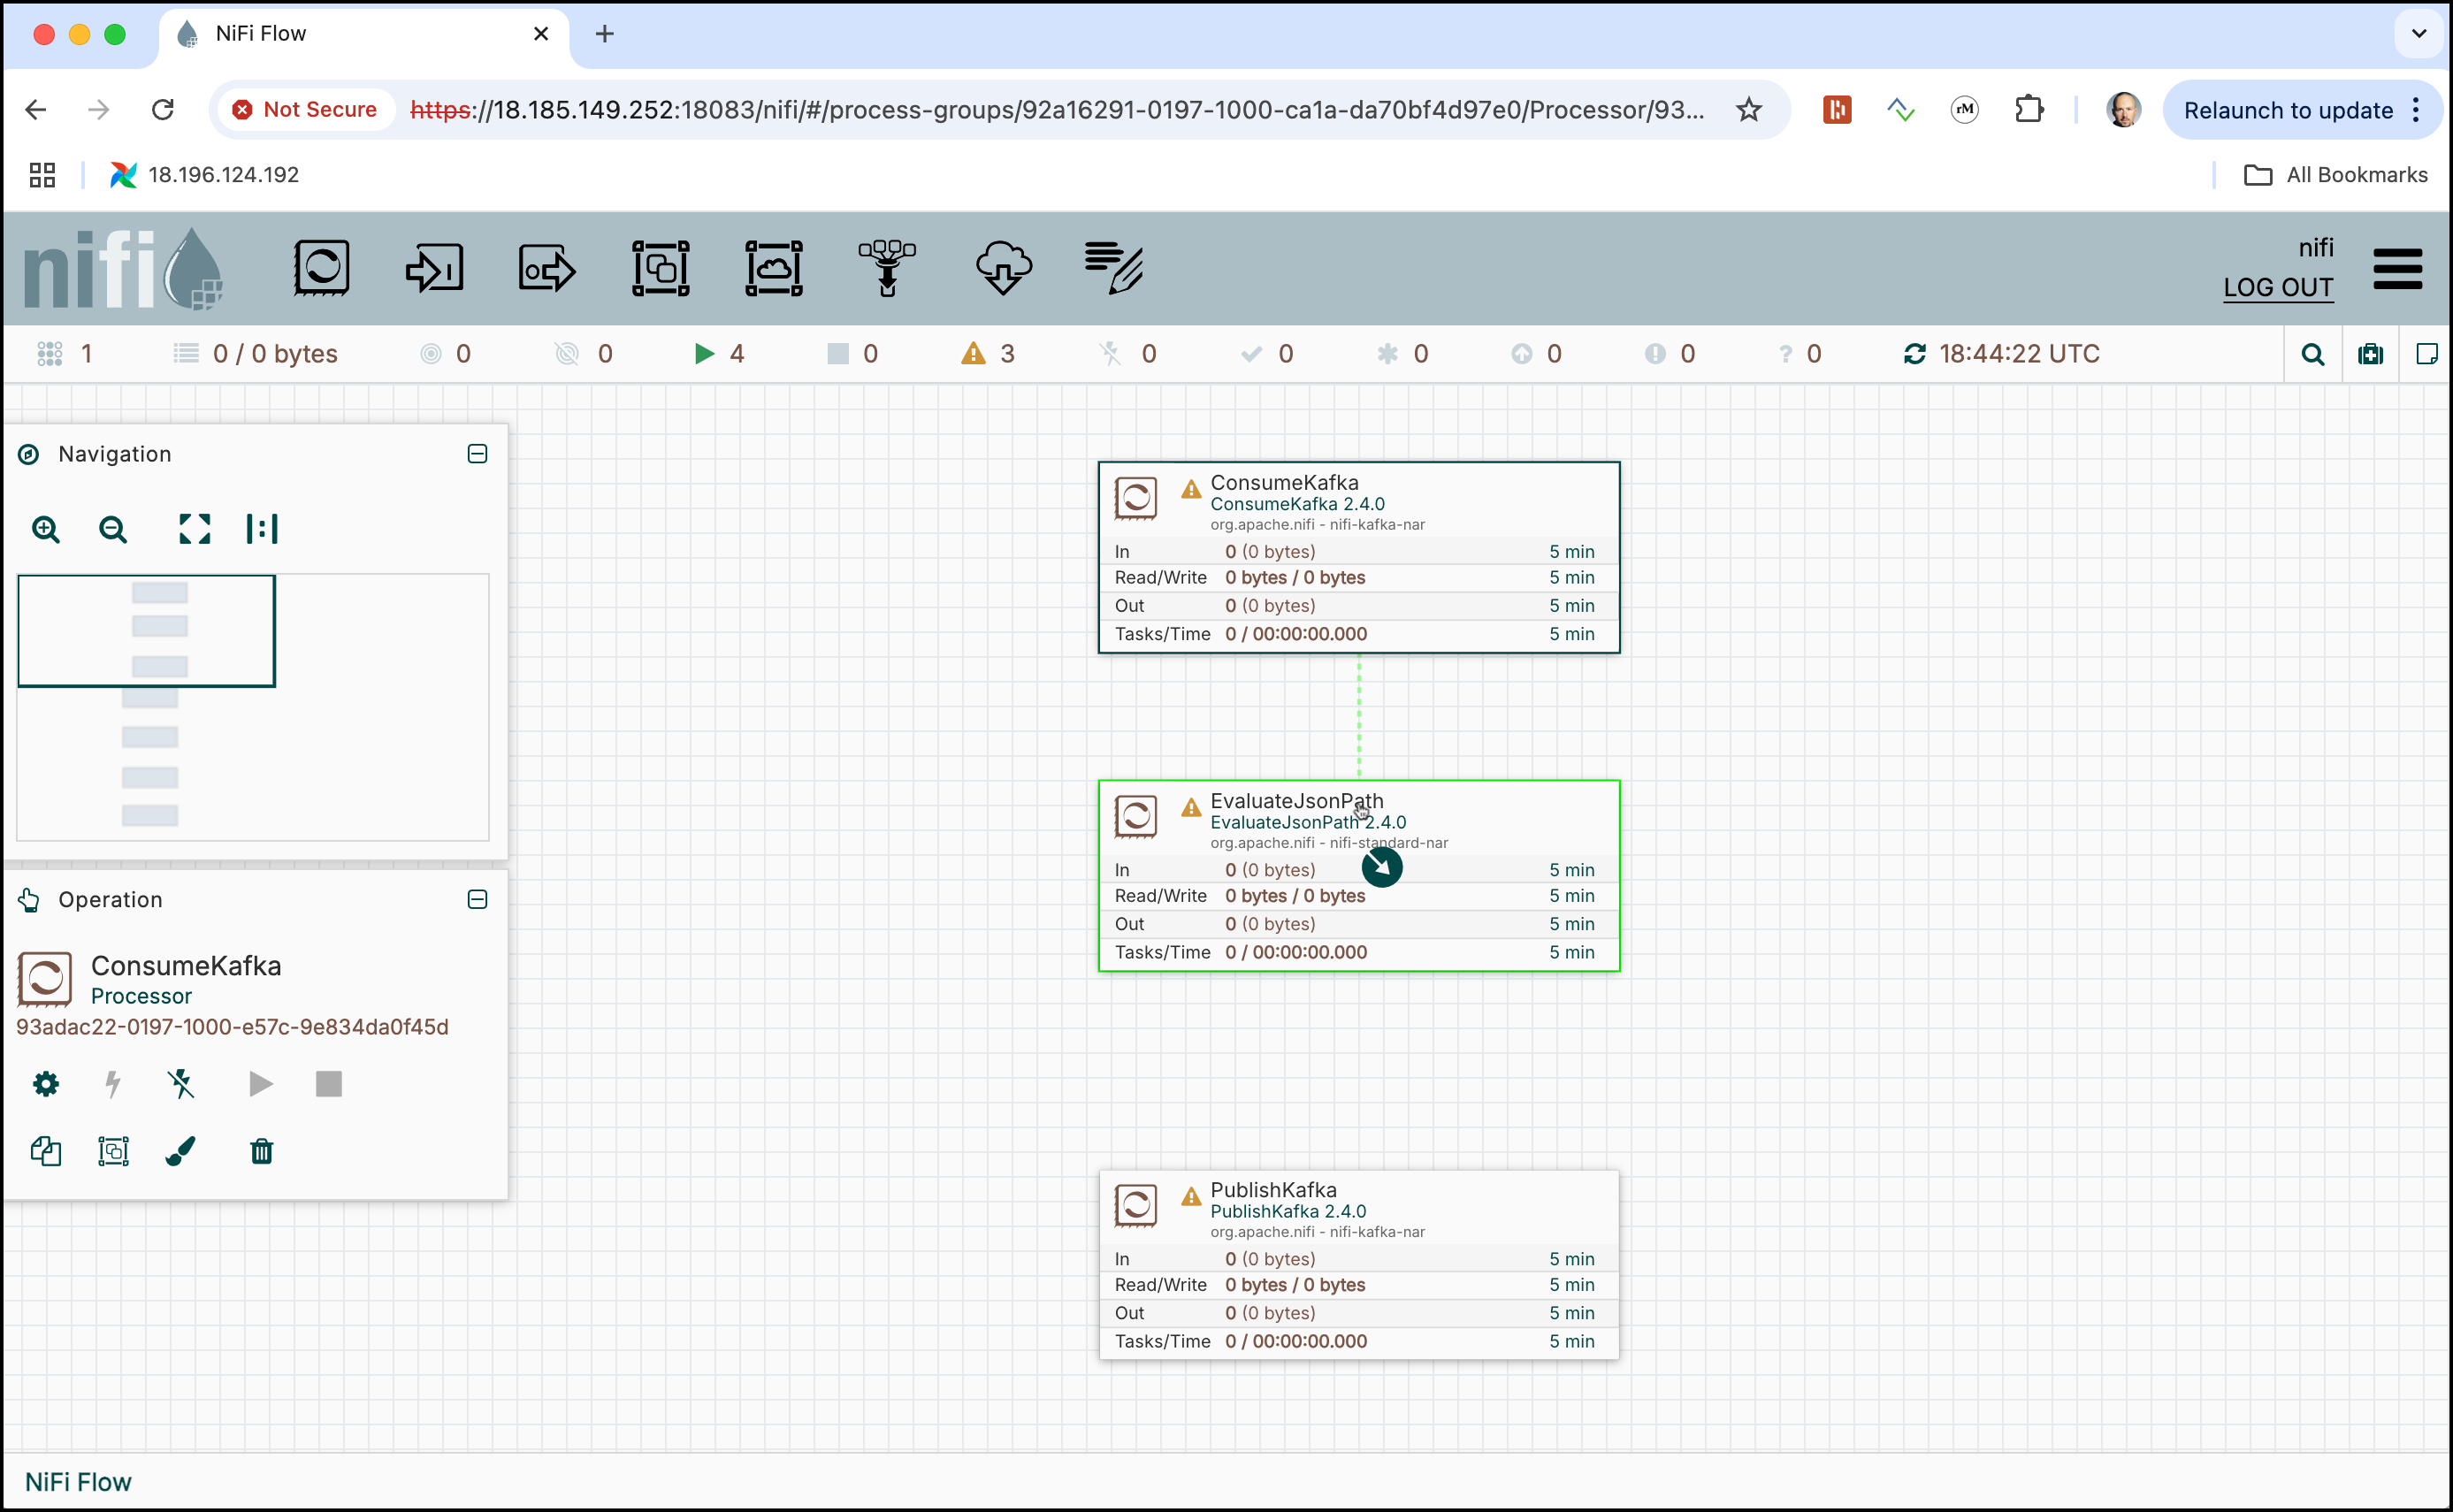 NiFi Flow
Not Secure https://18.185.149.252:18083/nifi/#/process-groups/92a16291-0197-1000-ca1a-da70bf4d97e0/Processor/93... rM Relaunch to update
18.196.124.192 All Bookmarks
nifi
nifi
LOG OUT
1 0 / 0 bytes 0 0 4 0 3 0 0 0 0 0 ? 0 18:44:22 UTC
Navigation
Operation
ConsumeKafka
Processor
93adac22-0197-1000-e57c-9e834da0f45d
ConsumeKafka
ConsumeKafka 2.4.0
org.apache.nifi - nifi-kafka-nar
In 0 (0 bytes) 5 min
Read/Write 0 bytes / 0 bytes 5 min
Out 0 (0 bytes) 5 min
Tasks/Time 0 / 00:00:00.000 5 min
EvaluateJsonPath
EvaluateJsonPath 2.4.0
org.apache.nifi - nifi-standard-nar
In 0 (0 bytes) 5 min
Read/Write 0 bytes / 0 bytes 5 min
Out 0 (0 bytes) 5 min
Tasks/Time 0 / 00:00:00.000 5 min
PublishKafka
PublishKafka 2.4.0
org.apache.nifi - nifi-kafka-nar
In 0 (0 bytes) 5 min
Read/Write 0 bytes / 0 bytes 5 min
Out 0 (0 bytes) 5 min
Tasks/Time 0 / 00:00:00.000 5 min
NiFi Flow